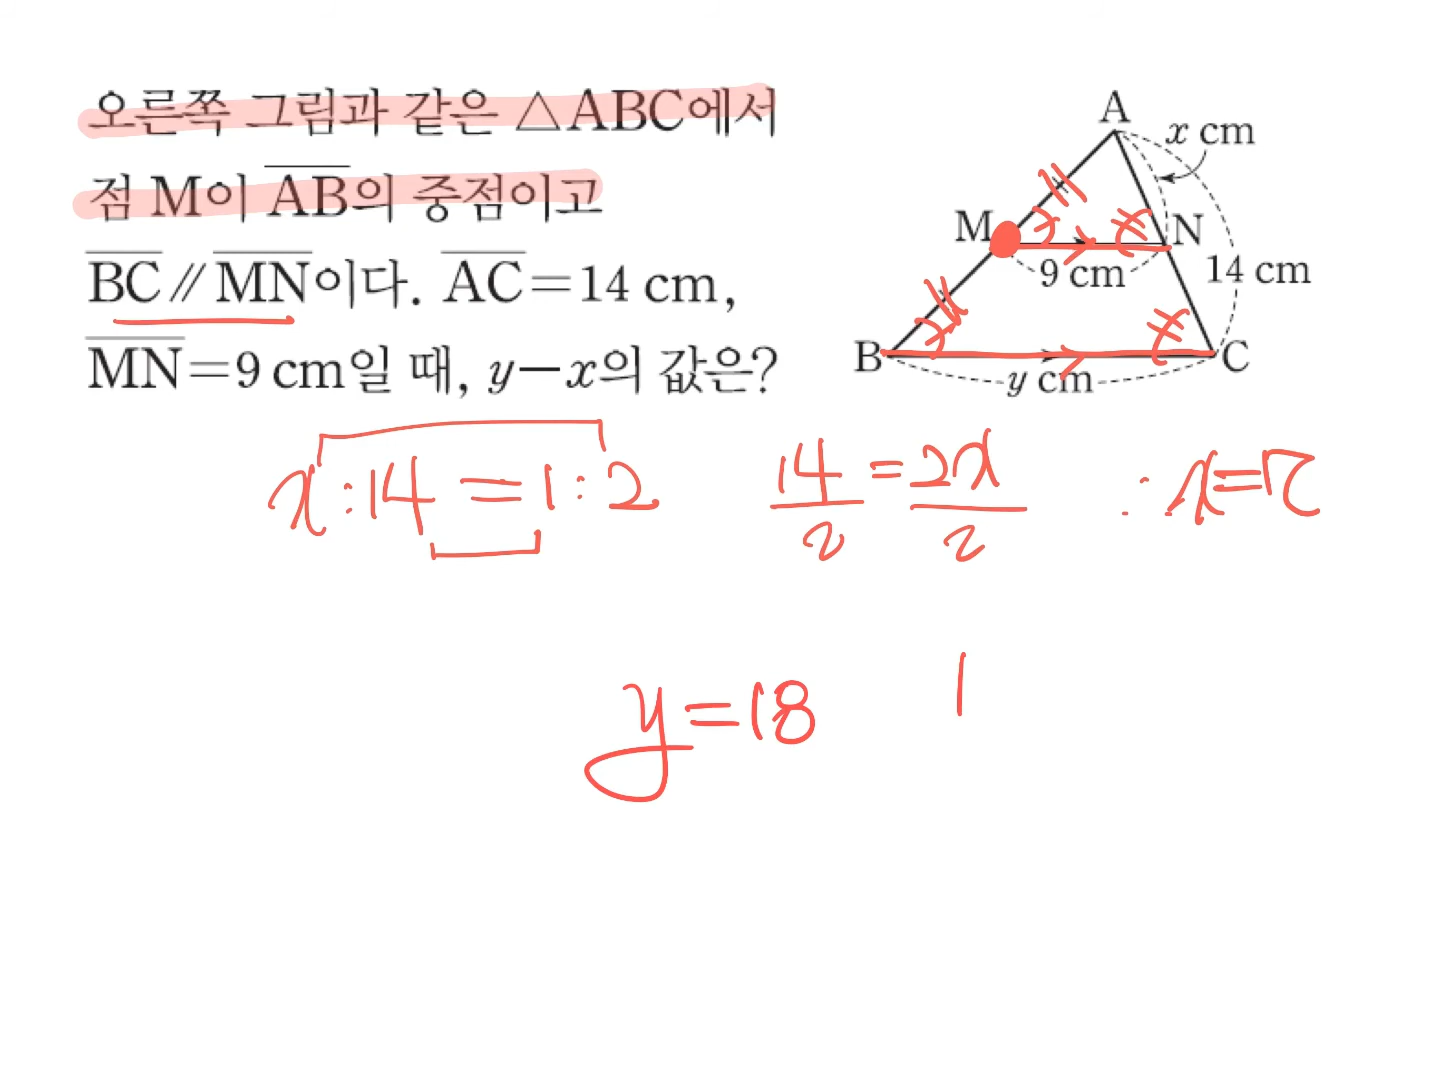 오른쪽 그림과 같은 △ABC에서
점 M이 AB의 중점이고
BC∥MN이다. AC=14 cm,
MN=9 cm일 때, y-x의 값은?
A
x cm
M
N
9 cm
14 cm
B
C
y cm
x:14=1:2
14/2=2x/2
∴x=7
y=18
1